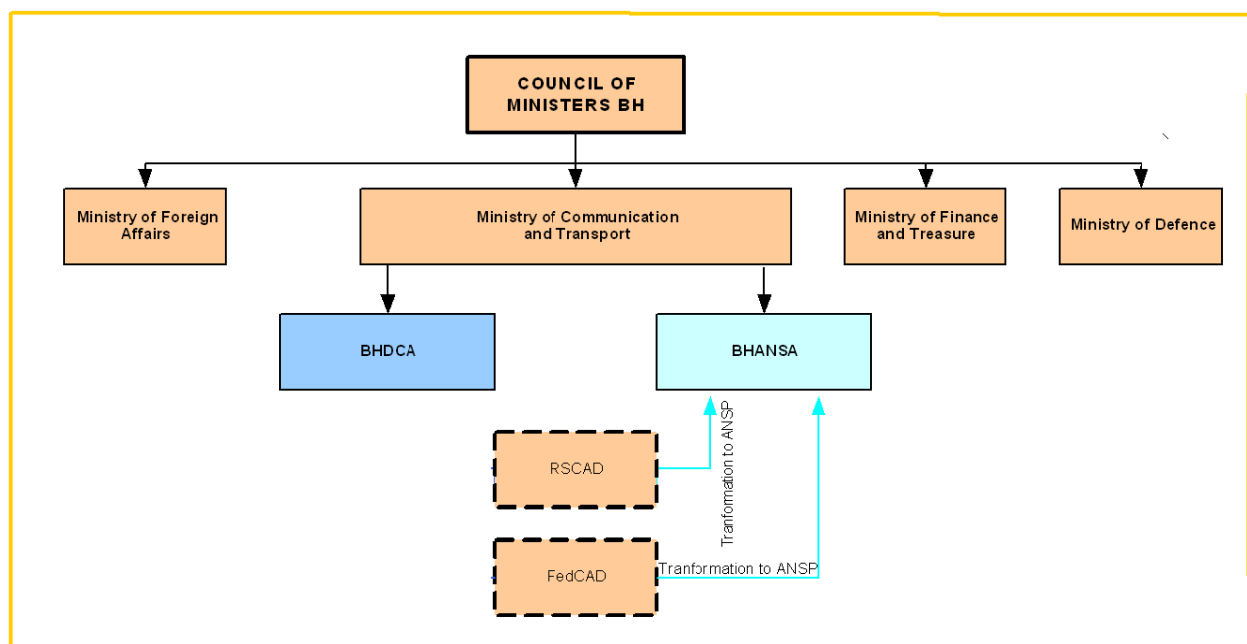 COUNCIL OF
MINISTERS BH
Ministry of Foreign
Affairs
Ministry of Communication
and Transport
Ministry of Finance
and Treasure
Ministry of Defence
BHDCA
BHANSA
RSCAD
Tranformation to ANSP
FedCAD
Tranformation to ANSP